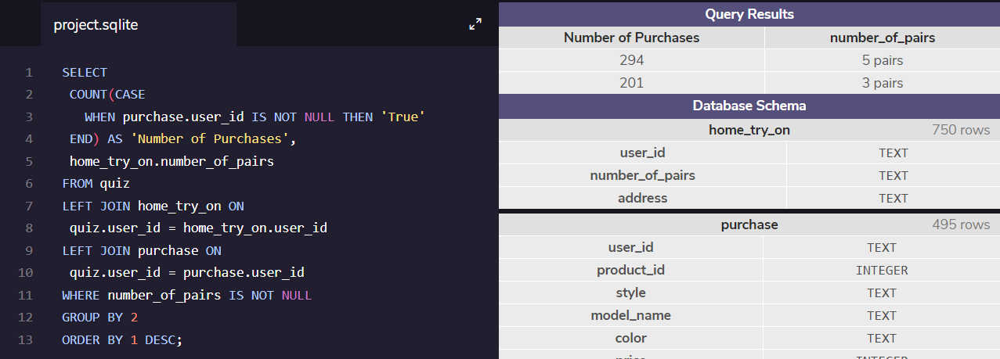 project.sqlite
1 SELECT
2 COUNT(CASE
3 WHEN purchase.user_id IS NOT NULL THEN 'True'
4 END) AS 'Number of Purchases',
5 home_try_on.number_of_pairs
6 FROM quiz
7 LEFT JOIN home_try_on ON
8 quiz.user_id = home_try_on.user_id
9 LEFT JOIN purchase ON
10 quiz.user_id = purchase.user_id
11 WHERE number_of_pairs IS NOT NULL
12 GROUP BY 2
13 ORDER BY 1 DESC;
Query Results
Number of Purchases number_of_pairs
294 5 pairs
201 3 pairs
Database Schema
home_try_on 750 rows
user_id TEXT
number_of_pairs TEXT
address TEXT
purchase 495 rows
user_id TEXT
product_id INTEGER
style TEXT
model_name TEXT
color TEXT
price INTEGER